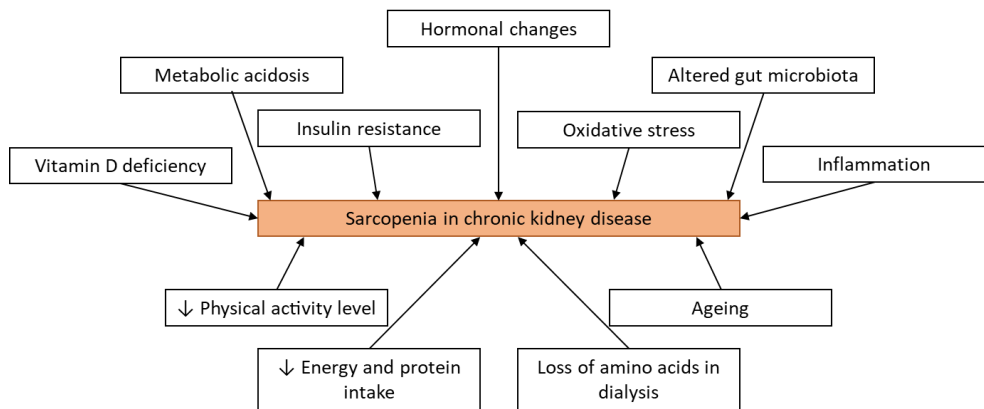 Hormonal changes
Metabolic acidosis
Altered gut microbiota
Insulin resistance
Oxidative stress
Vitamin D deficiency
Inflammation
Sarcopenia in chronic kidney disease
↓ Physical activity level
Ageing
↓ Energy and protein
intake
Loss of amino acids in
dialysis